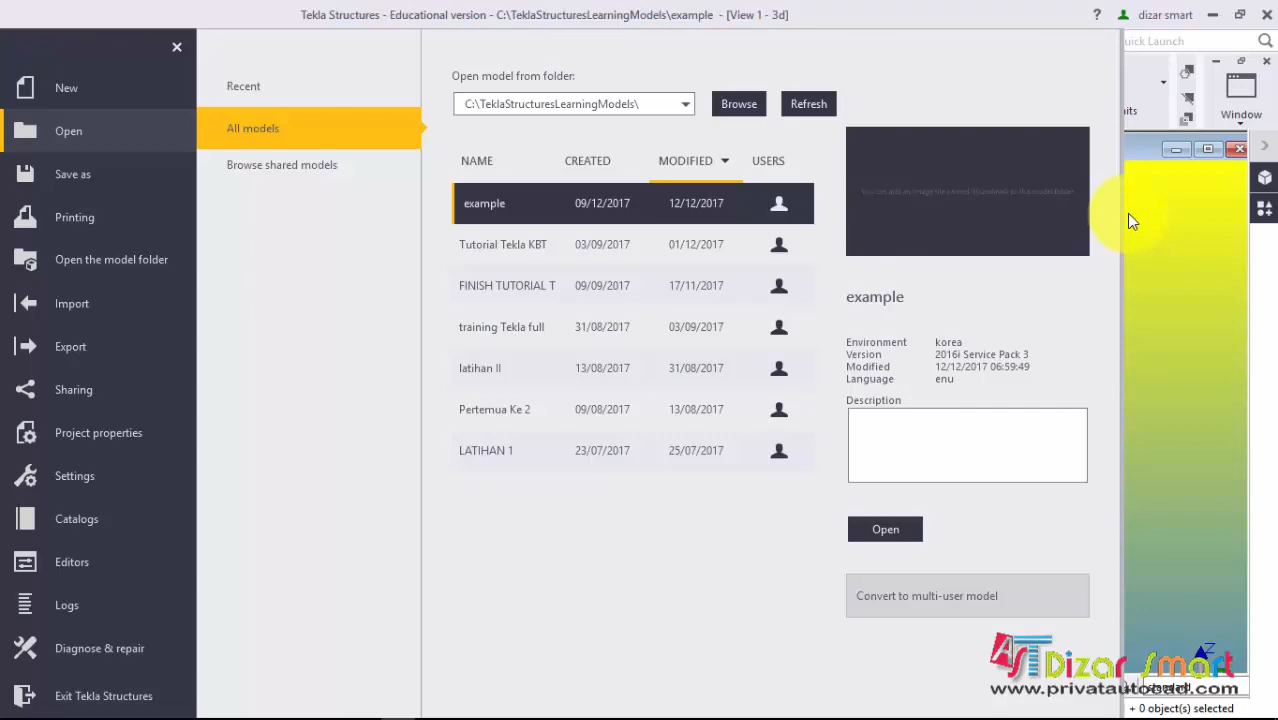 Tekla Structures - Educational version - C:\TeklaStructuresLearningModels\example - [View 1 - 3d]
? dizar smart
uick Launch
New
Open
Save as
Printing
Open the model folder
Import
Export
Sharing
Project properties
Settings
Catalogs
Editors
Logs
Diagnose & repair
Exit Tekla Structures
Recent
All models
Browse shared models
Open model from folder:
C:\TeklaStructuresLearningModels\
Browse
Refresh
NAME CREATED MODIFIED USERS
example 09/12/2017 12/12/2017
Tutorial Tekla KBT 03/09/2017 01/12/2017
FINISH TUTORIAL T 09/09/2017 17/11/2017
training Tekla full 31/08/2017 03/09/2017
latihan II 13/08/2017 31/08/2017
Pertemua Ke 2 09/08/2017 13/08/2017
LATIHAN 1 23/07/2017 25/07/2017
example
Environment korea
Version 2016i Service Pack 3
Modified 12/12/2017 06:59:49
Language enu
Description
Open
Convert to multi-user model
its
Window
Z
AST Dizar Smart
www.privatautocad.com
standard
+ 0 object(s) selected